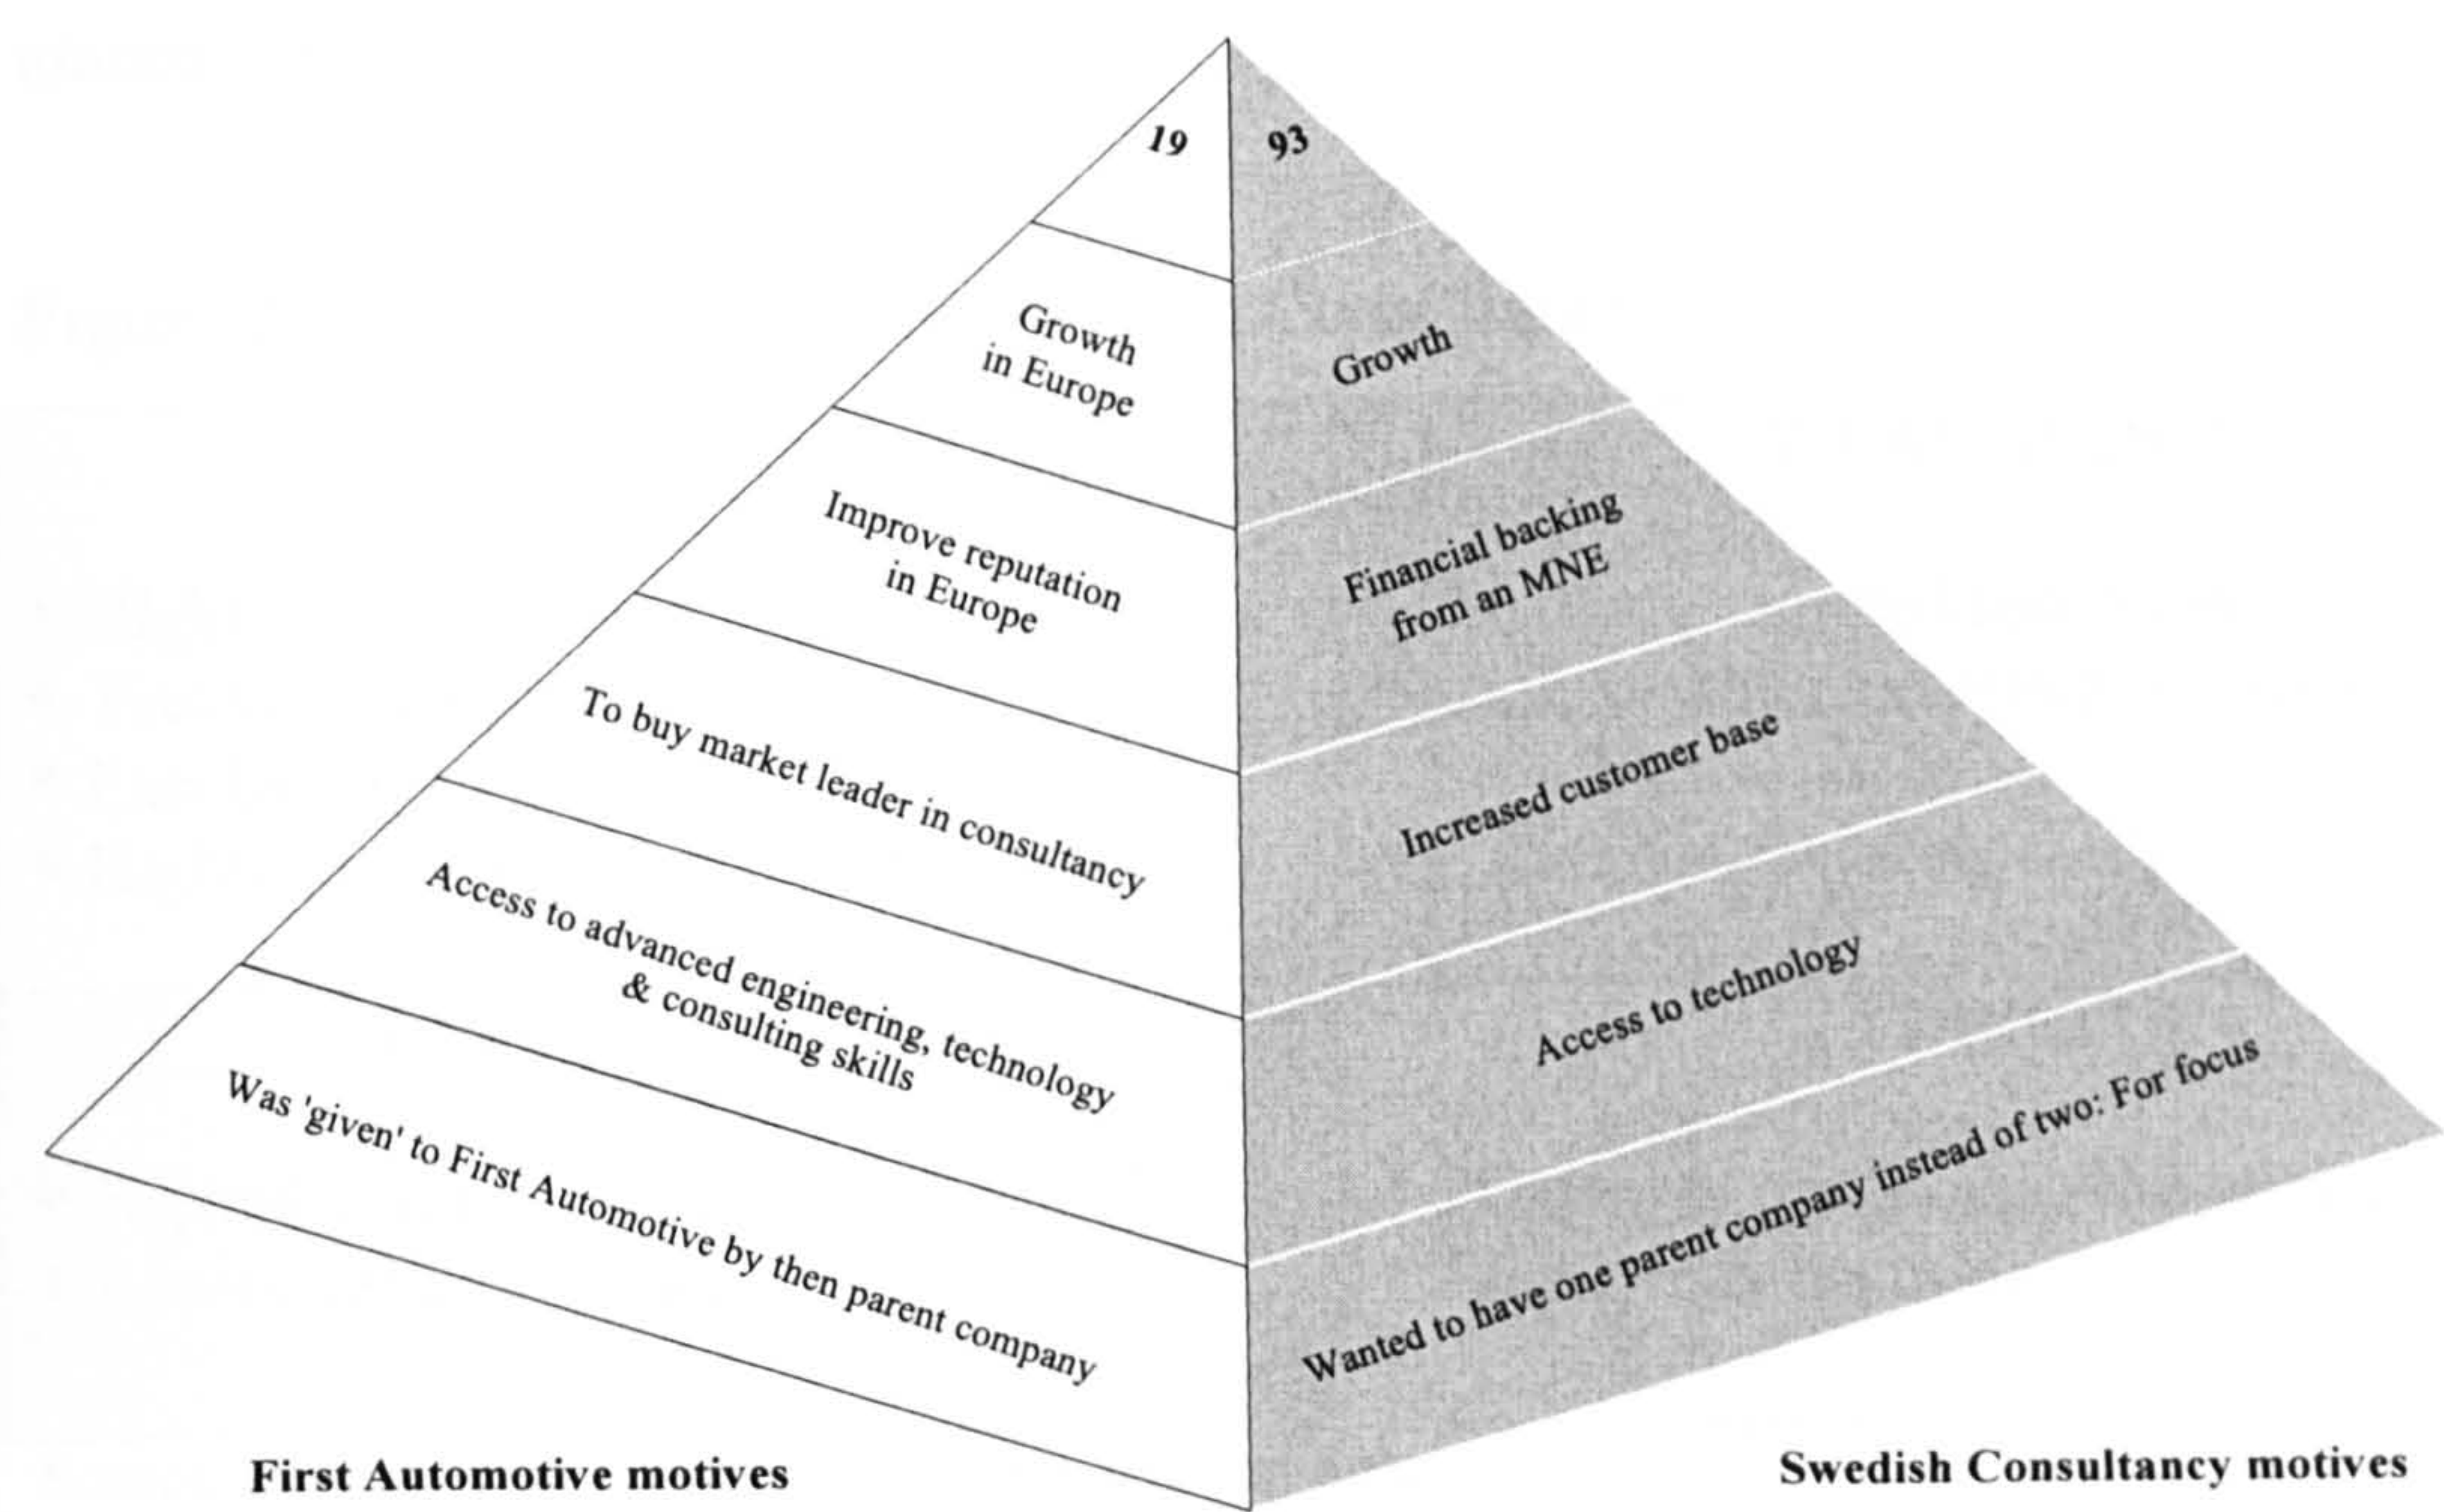 19
93
Growth
in Europe
Growth
Improve reputation
in Europe
Financial backing
from an MNE
To buy market leader in consultancy
Increased customer base
Access to advanced engineering, technology
& consulting skills
Access to technology
Was 'given' to First Automotive by then parent company
Wanted to have one parent company instead of two: For focus
First Automotive motives
Swedish Consultancy motives